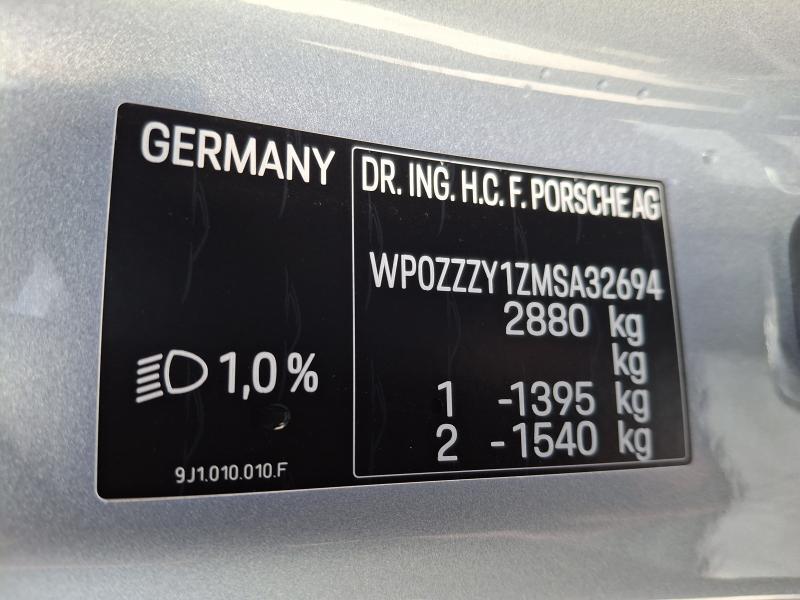 GERMANY
1,0 %
9J1.010.010.F
DR. ING. H.C. F. PORSCHE AG
WP0ZZZY1ZMSA32694
2880 kg
kg
1 -1395 kg
2 -1540 kg